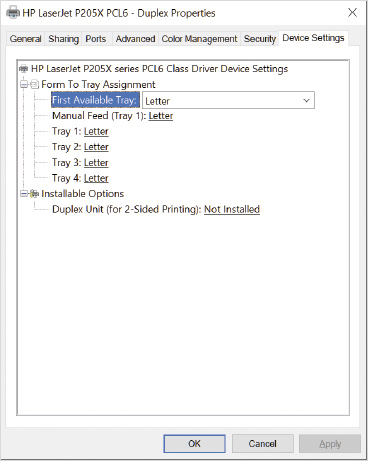 HP LaserJet P205X PCL6 - Duplex Properties
General Sharing Ports Advanced Color Management Security Device Settings
HP LaserJet P205X series PCL6 Class Driver Device Settings
Form To Tray Assignment
First Available Tray: Letter
Manual Feed (Tray 1): Letter
Tray 1: Letter
Tray 2: Letter
Tray 3: Letter
Tray 4: Letter
Installable Options
Duplex Unit (for 2-Sided Printing): Not Installed
OK Cancel Apply